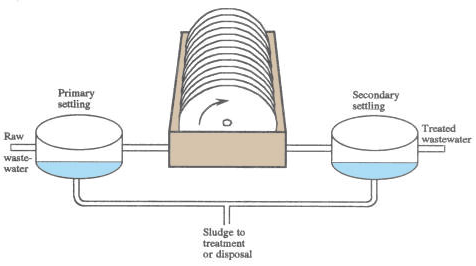 Primary
settling
Secondary
settling
Raw
waste-
water
Treated
wastewater
Sludge to
treatment
or disposal